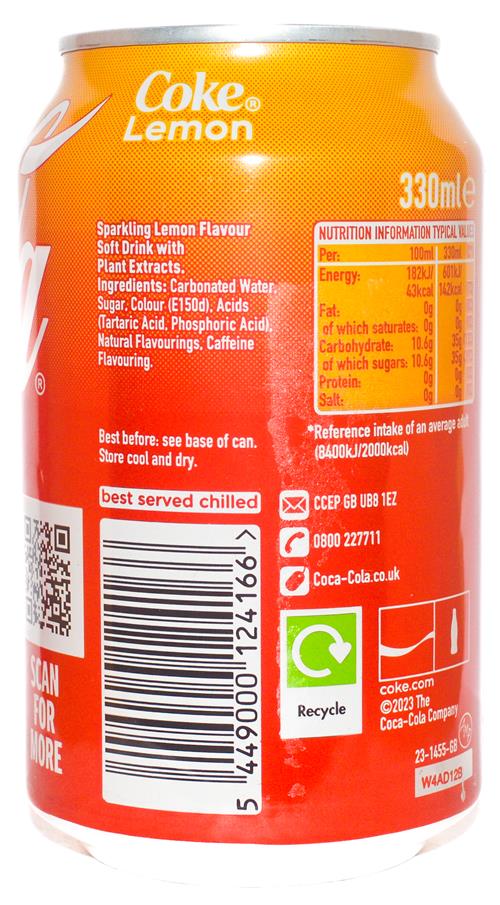 Coke®
Lemon
330ml e
Sparkling Lemon Flavour
Soft Drink with
Plant Extracts.
Ingredients: Carbonated Water,
Sugar, Colour (E150d), Acids
(Tartaric Acid, Phosphoric Acid),
Natural Flavourings, Caffeine
Flavouring.
NUTRITION INFORMATION TYPICAL VALUES
Per: 100ml 330ml
Energy: 182kJ/ 601kJ
43kcal 142kcal
Fat: 0g 0g
of which saturates: 0g 0g
Carbohydrate: 10.6g 35g
of which sugars: 10.6g 35g
Protein: 0g 0g
Salt: 0g 0g
*Reference intake of an average adult
(8400kJ/2000kcal)
®
Best before: see base of can.
Store cool and dry.
best served chilled
CCEP GB UB8 1EZ
0800 227711
Coca-Cola.co.uk
5 449000 124166 >
SCAN
FOR
MORE
Recycle
coke.com
©2023 The
Coca-Cola Company
23-1455-GB
W4AD12B